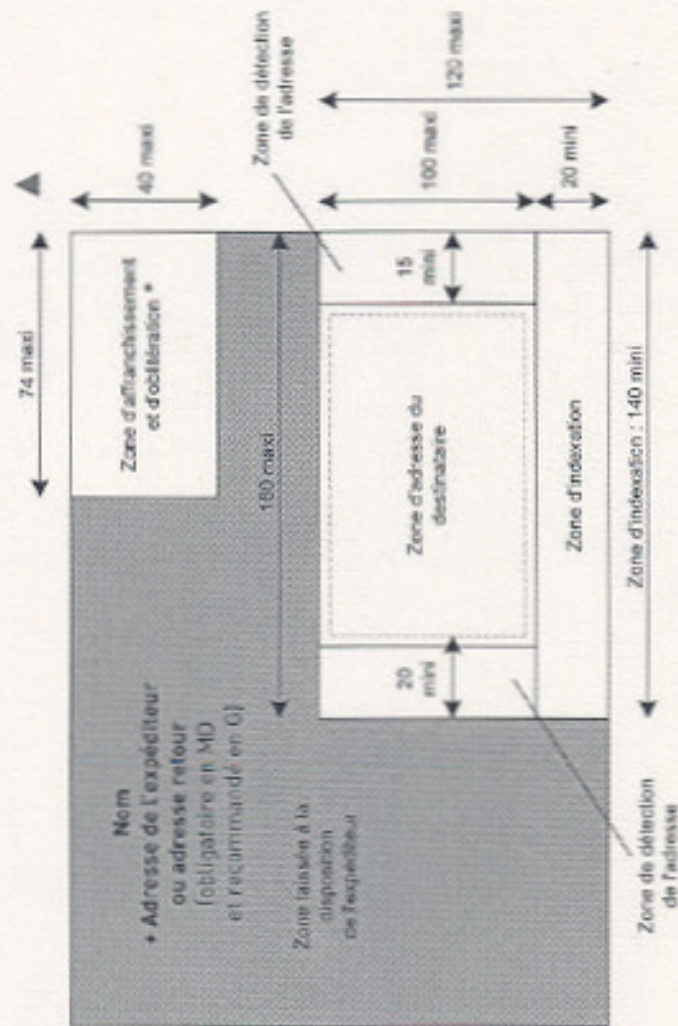 74 maxi
40 maxi
Zone d'affranchissement
et d'oblitération *
Nom
+ Adresse de l'expéditeur
ou adresse retour
(obligatoire en MD
et recommandé en G)
Zone laissée à la
disposition
de l'expéditeur
180 maxi
Zone de détection
de l'adresse
20
mini
Zone d'adresse du
destinataire
15
mini
100 maxi
120 maxi
20 mini
Zone d'indexation
Zone d'indexation : 140 mini
Zone de détection
de l'adresse